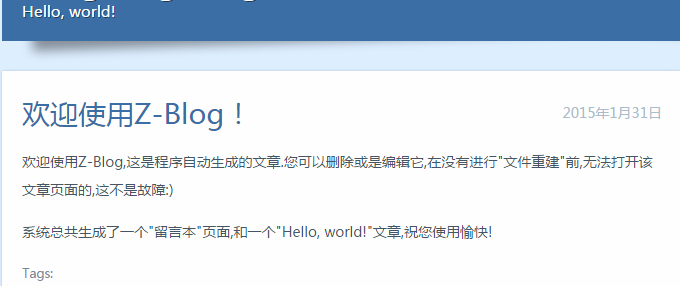 Hello, world!
欢迎使用Z-Blog！
2015年1月31日
欢迎使用Z-Blog,这是程序自动生成的文章.您可以删除或是编辑它,在没有进行"文件重建"前,无法打开该
文章页面的,这不是故障:)
系统总共生成了一个"留言本"页面,和一个"Hello, world!"文章,祝您使用愉快!
Tags: